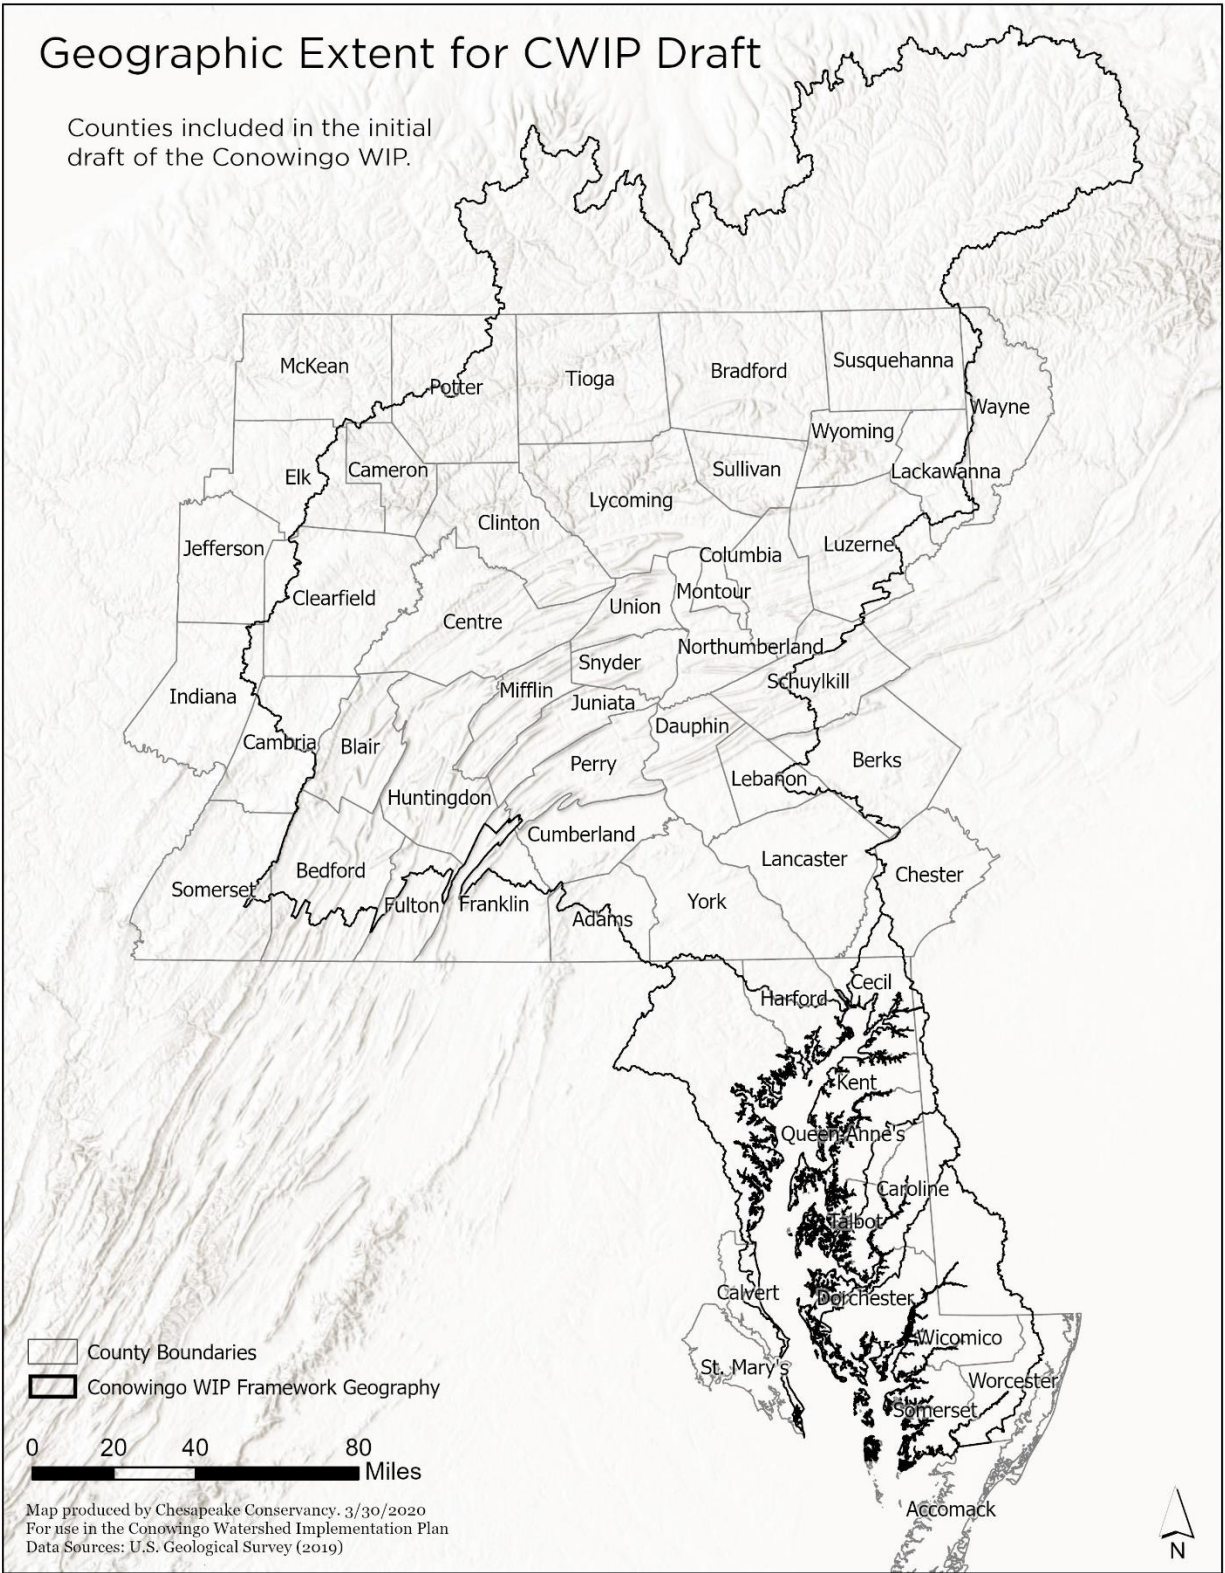 Geographic Extent for CWIP Draft
Counties included in the initial
draft of the Conowingo WIP.
McKean
Potter
Tioga
Bradford
Susquehanna
Wayne
Wyoming
Elk
Cameron
Sullivan
Lackawanna
Lycoming
Clinton
Jefferson
Columbia
Luzerne
Clearfield
Montour
Union
Centre
Northumberland
Snyder
Schuylkill
Mifflin
Indiana
Juniata
Dauphin
Cambria
Blair
Perry
Berks
Lebanon
Huntingdon
Cumberland
Lancaster
Bedford
Chester
Somerset
Fulton
Franklin
York
Adams
Cecil
Harford
Kent
Queen Anne's
Caroline
Talbot
Calvert
Dorchester
Wicomico
St. Mary's
Worcester
Somerset
Accomack
County Boundaries
Conowingo WIP Framework Geography
0 20 40 80
Miles
Map produced by Chesapeake Conservancy. 3/30/2020
For use in the Conowingo Watershed Implementation Plan
Data Sources: U.S. Geological Survey (2019)
N